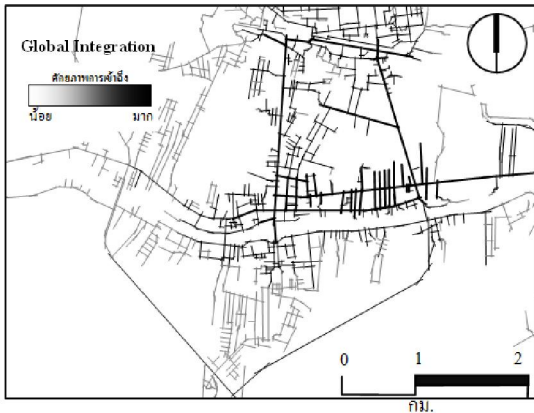 Global Integration
ศักยภาพการเข้าถึง
น้อย มาก
0 1 2
กม.